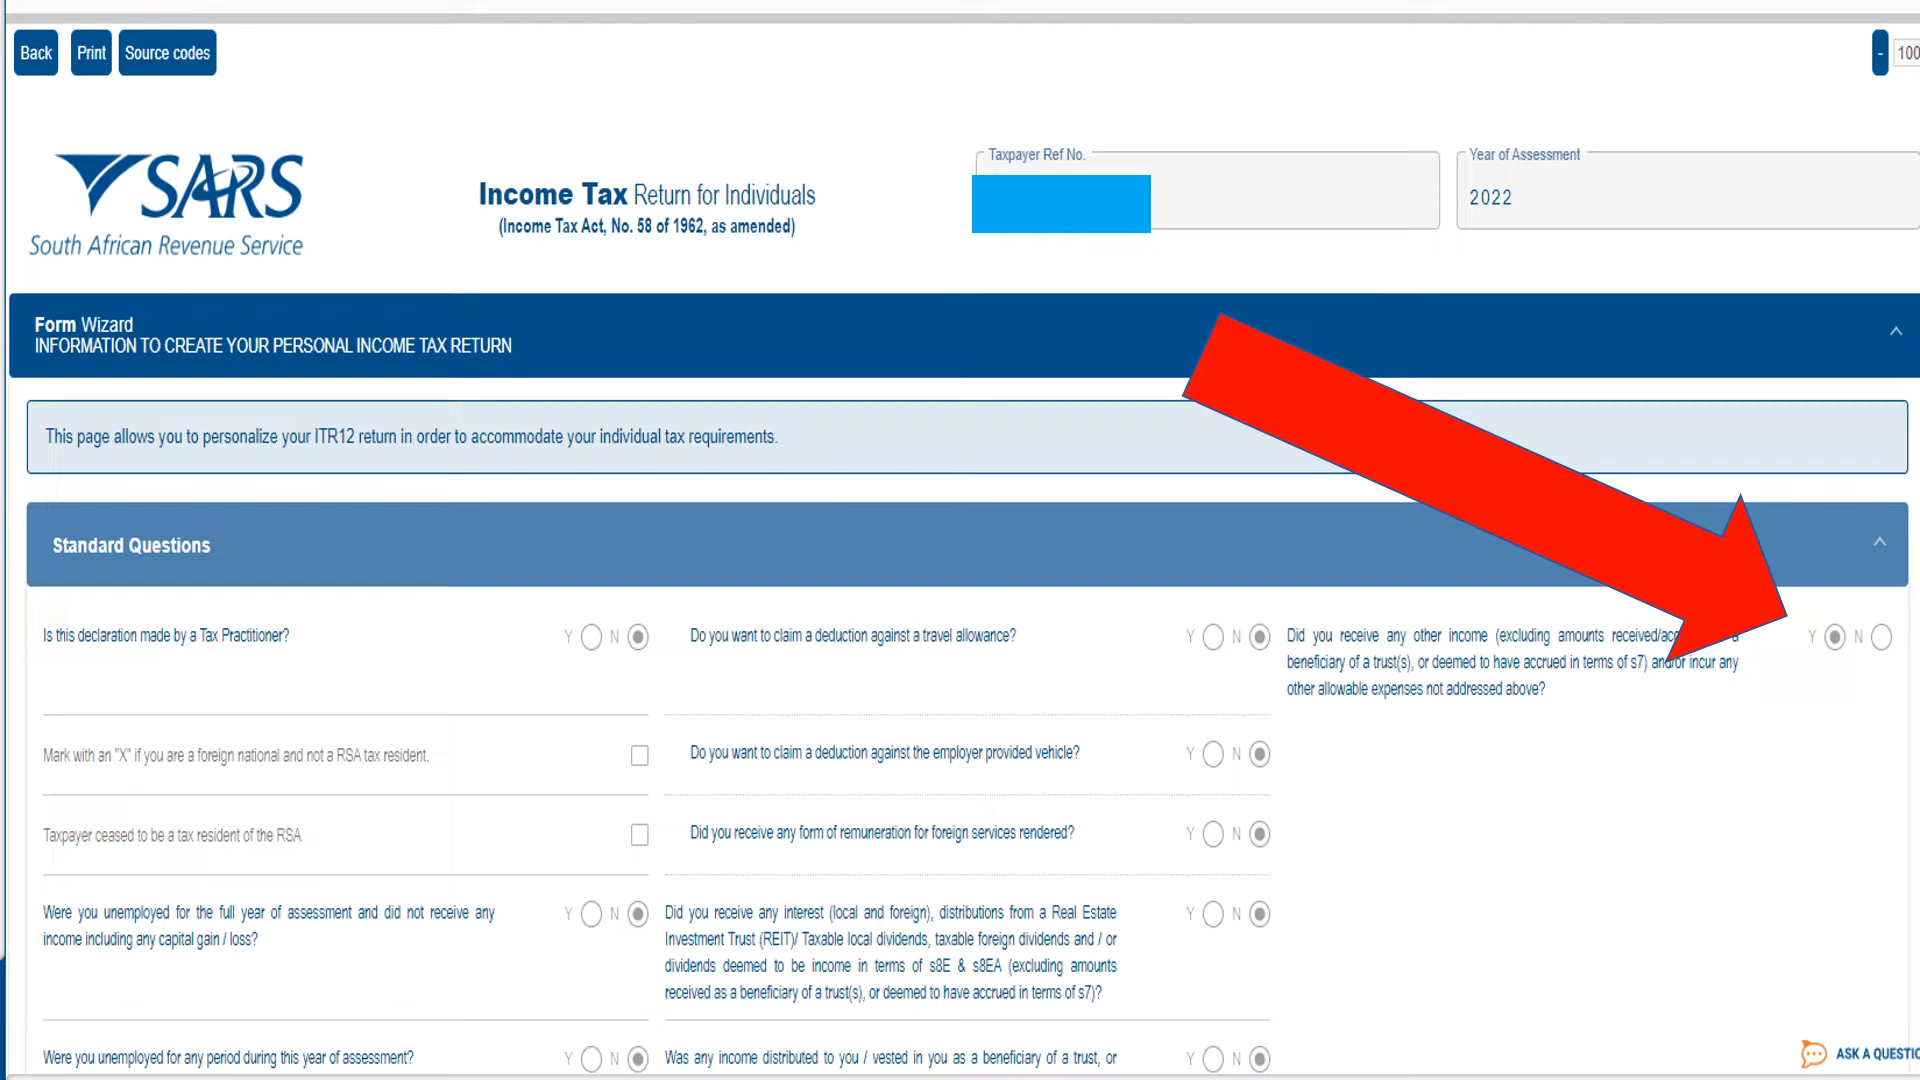 Back Print Source codes - 100
SARS
South African Revenue Service
Income Tax Return for Individuals
(Income Tax Act, No. 58 of 1962, as amended)
Taxpayer Ref No.
Year of Assessment
2022
Form Wizard
INFORMATION TO CREATE YOUR PERSONAL INCOME TAX RETURN
This page allows you to personalize your ITR12 return in order to accommodate your individual tax requirements.
Standard Questions
Is this declaration made by a Tax Practitioner? Y N
Mark with an "X" if you are a foreign national and not a RSA tax resident.
Taxpayer ceased to be a tax resident of the RSA
Were you unemployed for the full year of assessment and did not receive any Y N
income including any capital gain / loss?
Were you unemployed for any period during this year of assessment? Y N
Do you want to claim a deduction against a travel allowance? Y N
Do you want to claim a deduction against the employer provided vehicle? Y N
Did you receive any form of remuneration for foreign services rendered? Y N
Did you receive any interest (local and foreign), distributions from a Real Estate Y N
Investment Trust (REIT)/ Taxable local dividends, taxable foreign dividends and / or
dividends deemed to be income in terms of s8E & s8EA (excluding amounts
received as a beneficiary of a trust(s), or deemed to have accrued in terms of s7)?
Was any income distributed to you / vested in you as a beneficiary of a trust, or Y N
Did you receive any other income (excluding amounts Y N
beneficiary of a trust(s), or deemed to have accrued in terms of s7) and/or incur any
other allowable expenses not addressed above?
ASK A